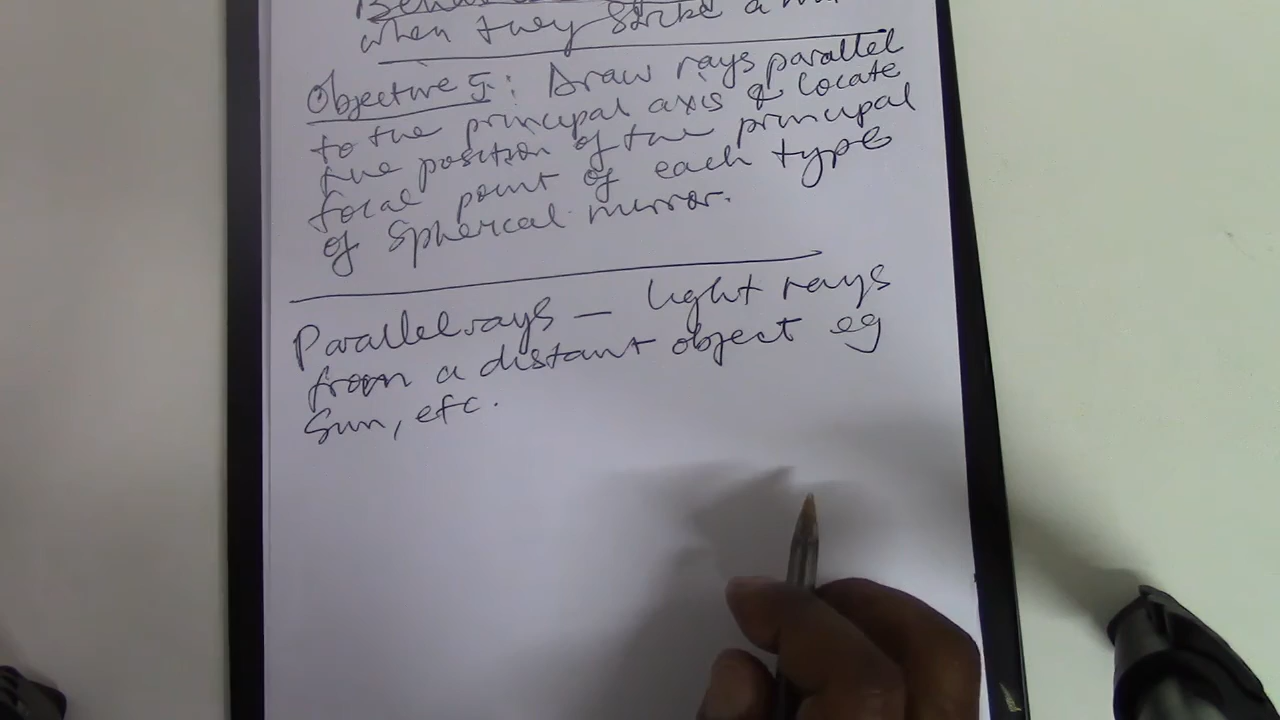 when they strike a
Objective 5: Draw rays parallel
to the principal axis & locate
the position of the principal
focal point of each type
of spherical mirror.
Parallel rays — light rays
from a distant object eg
Sun, etc.